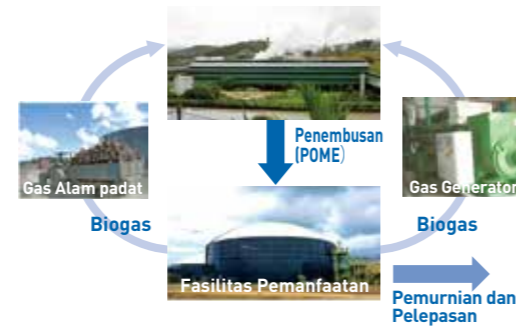 Penembusan
(POME)
Gas Alam padat
Gas Generator
Biogas
Biogas
Fasilitas Pemanfaatan
Pemurnian dan
Pelepasan